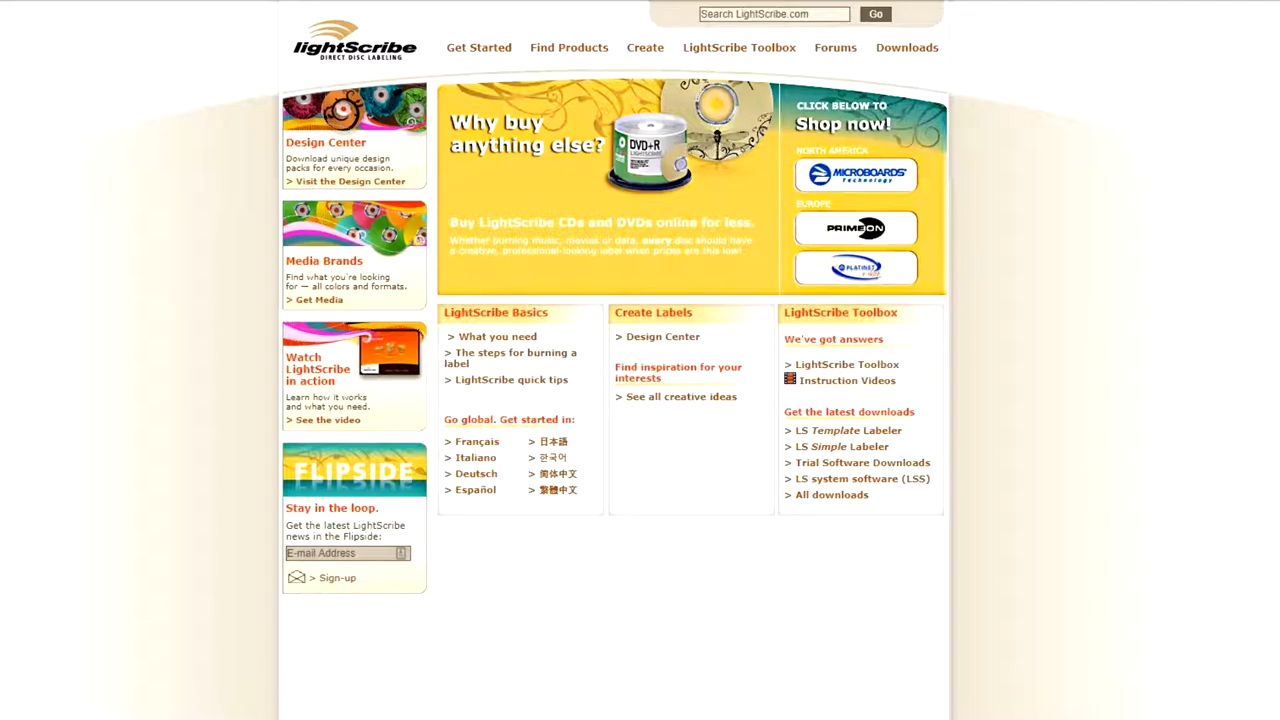 Search LightScribe.com
Go
lightScribe
DIRECT DISC LABELING
Get Started
Find Products
Create
LightScribe Toolbox
Forums
Downloads
Design Center
Download unique design
packs for every occasion.
> Visit the Design Center
Media Brands
Find what you're looking
for — all colors and formats.
> Get Media
Watch
LightScribe
in action
Learn how it works
and what you need.
> See the video
FLIPSIDE
Stay in the loop.
Get the latest LightScribe
news in the Flipside:
E-mail Address
> Sign-up
Why buy
anything else?
DVD+R
LIGHTSCRIBE
Buy LightScribe CDs and DVDs online for less.
Whether burning music, movies or data, every disc should have
a creative, professional-looking label when prices are this low!
CLICK BELOW TO
Shop now!
NORTH AMERICA
MICROBOARDS
Technology
EUROPE
PRIMEON
PLATINET
LightScribe Basics
> What you need
> The steps for burning a
label
> LightScribe quick tips
Go global. Get started in:
> Français
> 日本語
> Italiano
> 한국어
> Deutsch
> 简体中文
> Español
> 繁體中文
Create Labels
> Design Center
Find inspiration for your
interests
> See all creative ideas
LightScribe Toolbox
We've got answers
> LightScribe Toolbox
Instruction Videos
Get the latest downloads
> LS Template Labeler
> LS Simple Labeler
> Trial Software Downloads
> LS system software (LSS)
> All downloads